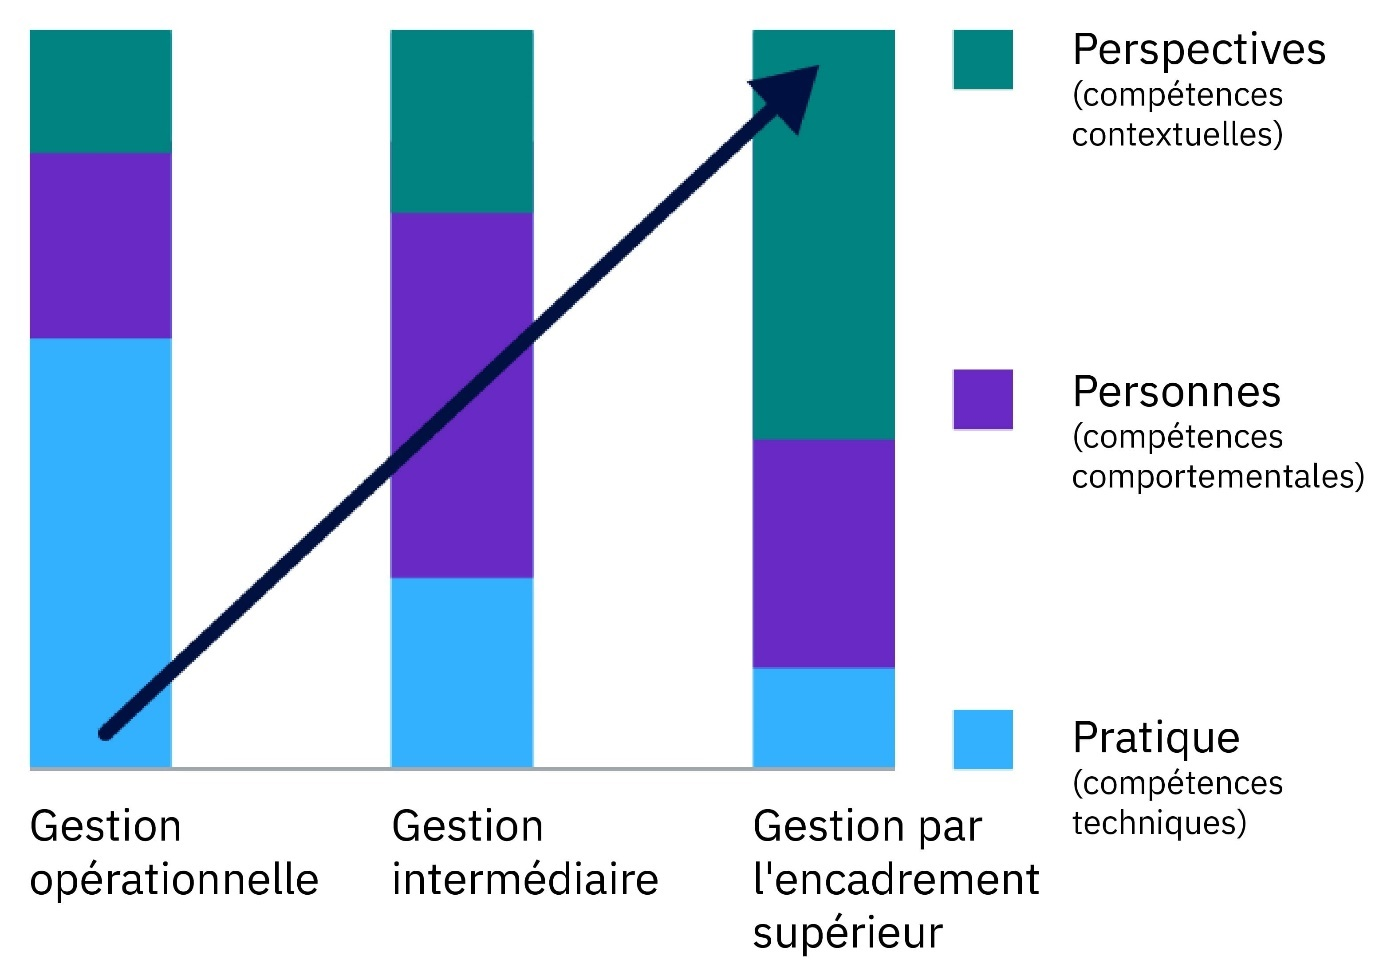 Perspectives
(compétences
contextuelles)
Personnes
(compétences
comportementales)
Pratique
(compétences
techniques)
Gestion
opérationnelle
Gestion
intermédiaire
Gestion par
l'encadrement
supérieur